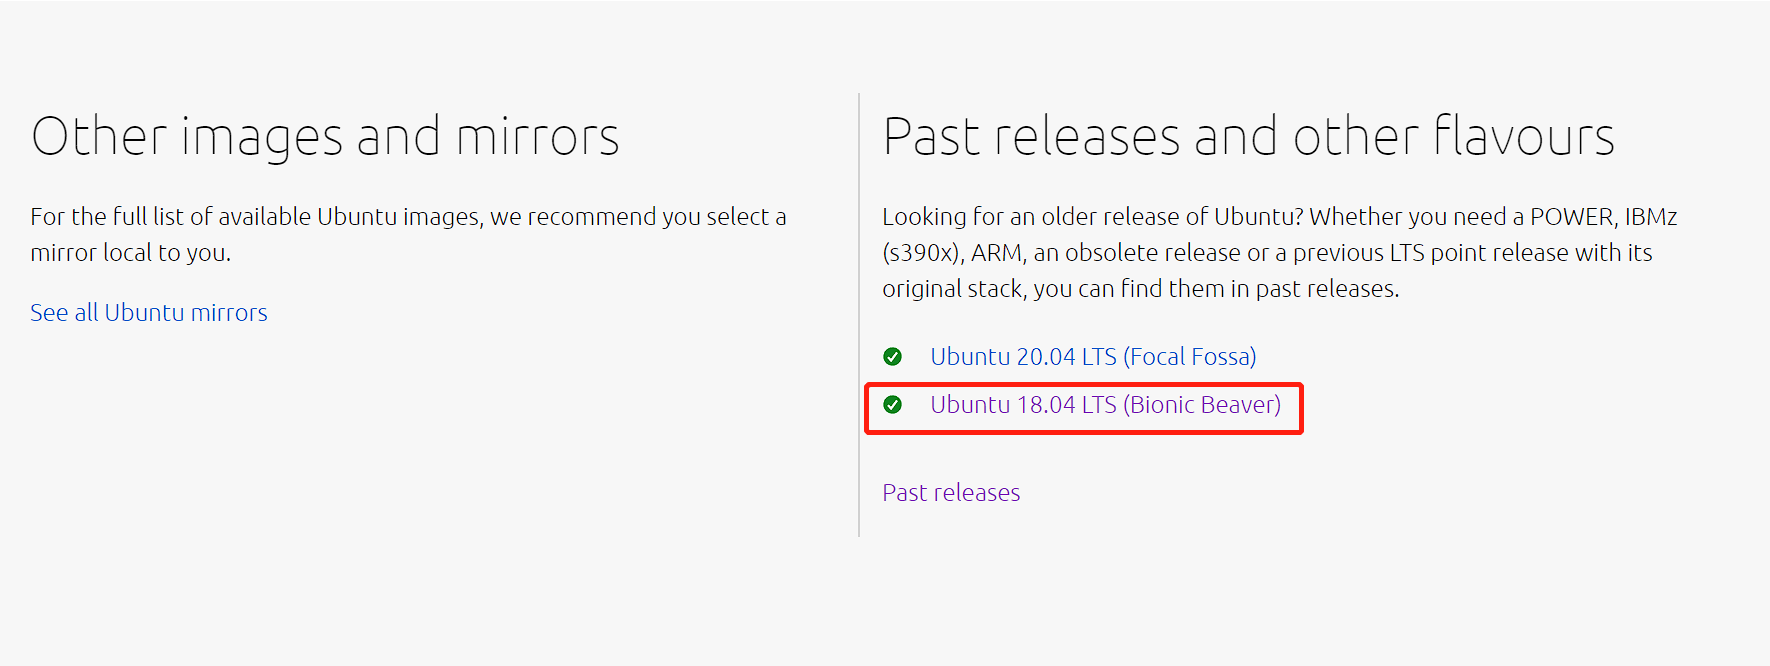 Other images and mirrors
For the full list of available Ubuntu images, we recommend you select a
mirror local to you.
See all Ubuntu mirrors
Past releases and other flavours
Looking for an older release of Ubuntu? Whether you need a POWER, IBMz
(s390x), ARM, an obsolete release or a previous LTS point release with its
original stack, you can find them in past releases.
Ubuntu 20.04 LTS (Focal Fossa)
Ubuntu 18.04 LTS (Bionic Beaver)
Past releases